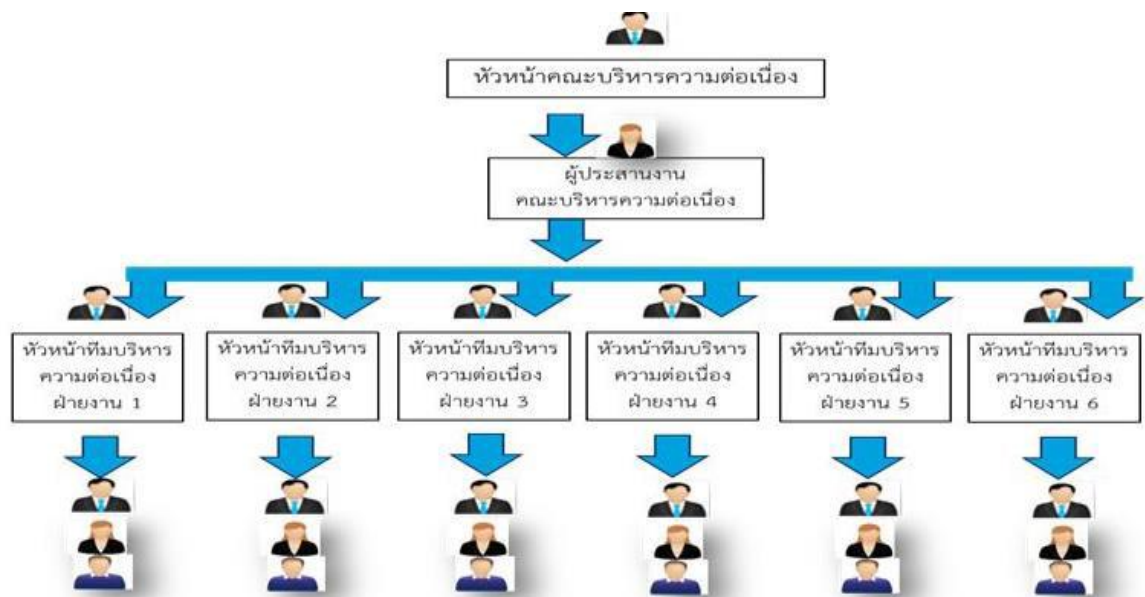 หัวหน้าคณะบริหารความต่อเนื่อง
ผู้ประสานงาน
คณะบริหารความต่อเนื่อง
หัวหน้าทีมบริหาร
ความต่อเนื่อง
ฝ่ายงาน 1
หัวหน้าทีมบริหาร
ความต่อเนื่อง
ฝ่ายงาน 2
หัวหน้าทีมบริหาร
ความต่อเนื่อง
ฝ่ายงาน 3
หัวหน้าทีมบริหาร
ความต่อเนื่อง
ฝ่ายงาน 4
หัวหน้าทีมบริหาร
ความต่อเนื่อง
ฝ่ายงาน 5
หัวหน้าทีมบริหาร
ความต่อเนื่อง
ฝ่ายงาน 6